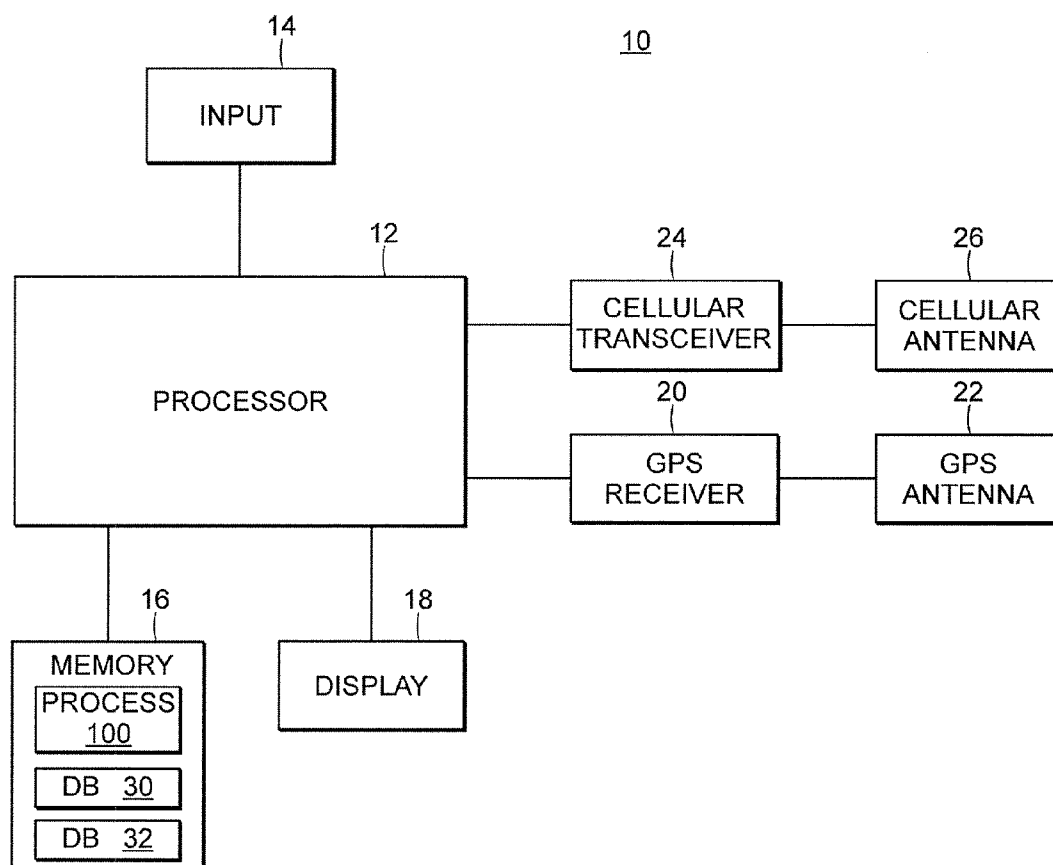 14
10
INPUT
12
24
26
PROCESSOR
CELLULAR
TRANSCEIVER
CELLULAR
ANTENNA
20
22
GPS
RECEIVER
GPS
ANTENNA
16
18
MEMORY
PROCESS
100
DB 30
DB 32
DISPLAY